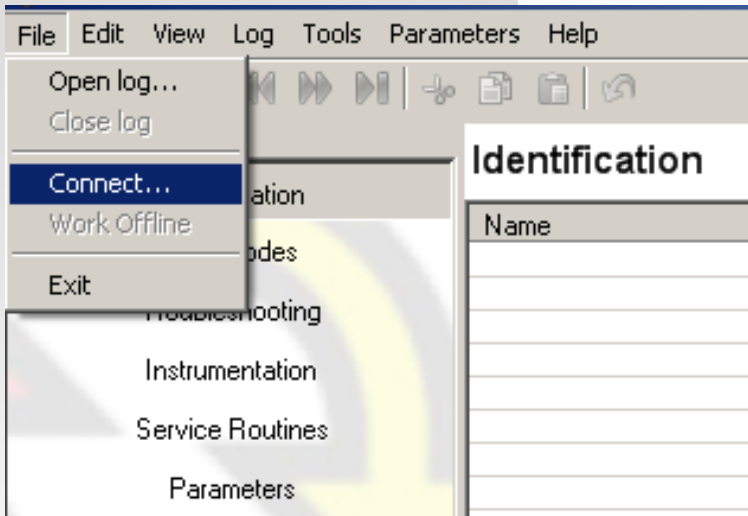 File Edit View Log Tools Parameters Help
Open log...
Close log
Connect...
Work Offline
Exit
Identification
Name
ation
odes
Troubleshooting
Instrumentation
Service Routines
Parameters